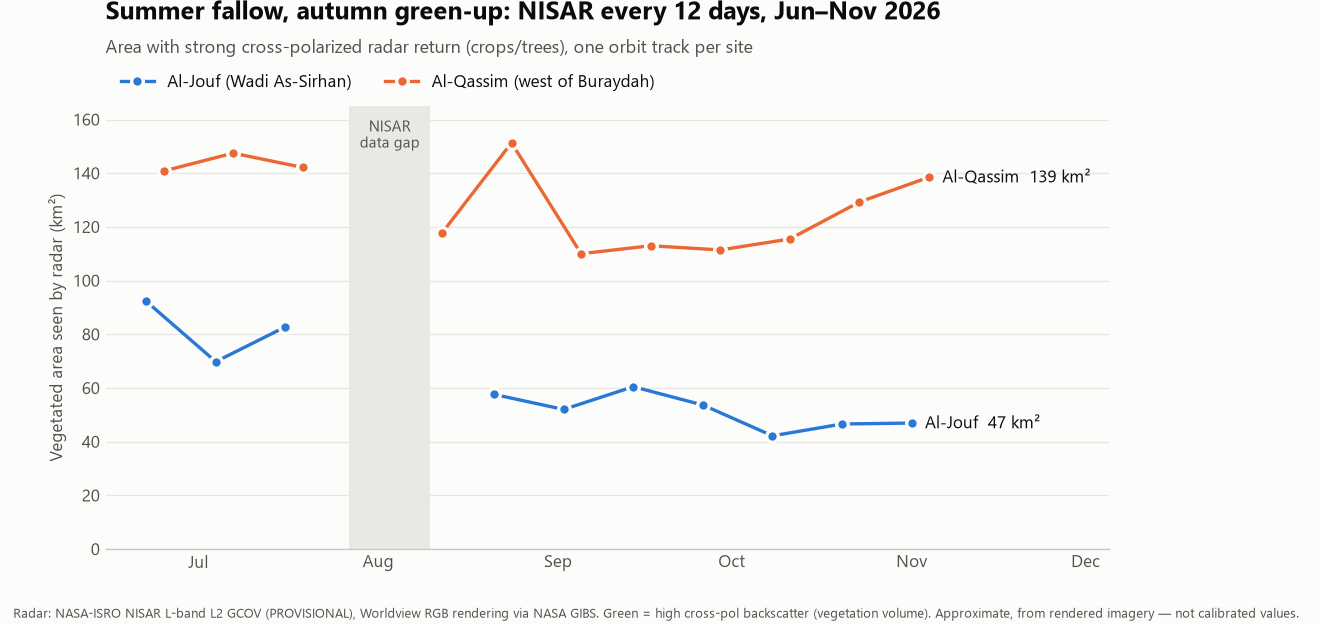 Summer fallow, autumn green-up: NISAR every 12 days, Jun–Nov 2026
Area with strong cross-polarized radar return (crops/trees), one orbit track per site
Al-Jouf (Wadi As-Sirhan)
Al-Qassim (west of Buraydah)
Vegetated area seen by radar (km²)
160
140
120
100
80
60
40
20
0
NISAR
data gap
Al-Qassim 139 km²
Al-Jouf 47 km²
Jul
Aug
Sep
Oct
Nov
Dec
Radar: NASA-ISRO NISAR L-band L2 GCOV (PROVISIONAL), Worldview RGB rendering via NASA GIBS. Green = high cross-pol backscatter (vegetation volume). Approximate, from rendered imagery — not calibrated values.